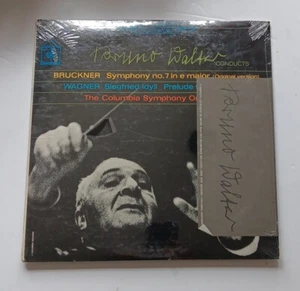 Bruno Walter
CONDUCTS
BRUCKNER Symphony no.7 in e major (Original version)
WAGNER Siegfried Idyll Prelude
The Columbia Symphony O
Bruno Walter